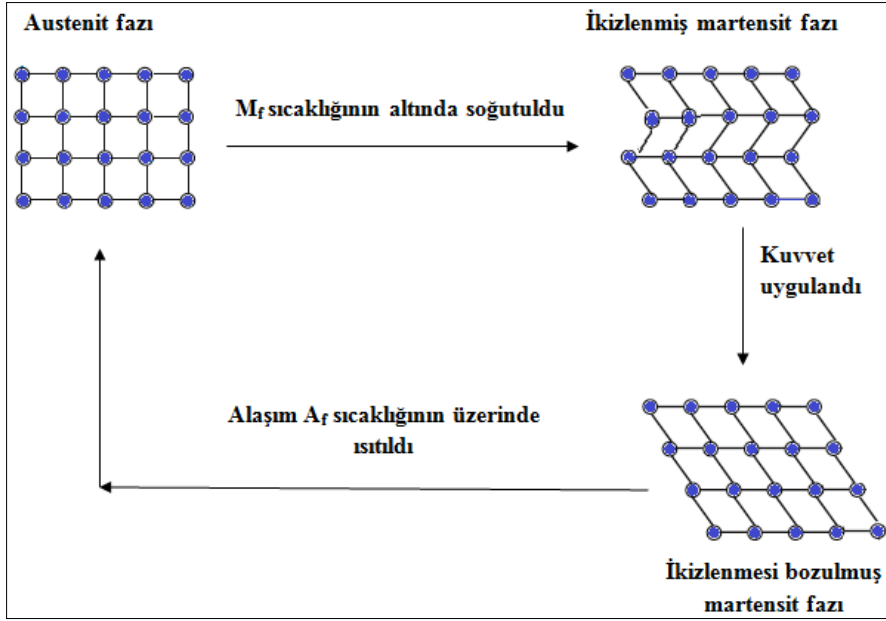 Austenit fazı
İkizlenmiş martensit fazı
Mf sıcaklığının altında soğutuldu
Kuvvet
uygulandı
Alaşım Af sıcaklığının üzerinde
ısıtıldı
İkizlenmesi bozulmuş
martensit fazı